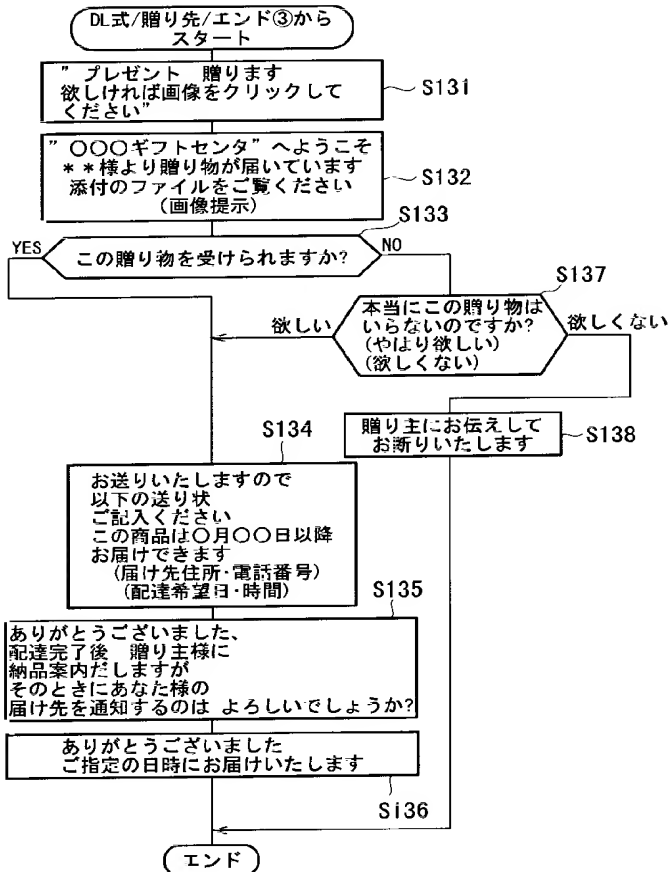 DL式/贈り先/エンド③から
スタート
”プレゼント 贈ります
欲しければ画像をクリックして
ください”
S131
”〇〇〇ギフトセンタ”へようこそ
＊＊様より贈り物が届いています
添付のファイルをご覧ください
(画像提示)
S132
S133
YES
この贈り物を受けられますか?
NO
S137
本当にこの贈り物は
いらないのですか?
(やはり欲しい)
(欲しくない)
欲しい
欲しくない
贈り主にお伝えして
お断りいたします
S138
S134
お送りいたしますので
以下の送り状
ご記入ください
この商品は〇月〇〇日以降
お届けできます
(届け先住所･電話番号)
(配達希望日･時間)
S135
ありがとうございました、
配達完了後 贈り主様に
納品案内だしますが
そのときにあなた様の
届け先を通知するのは よろしいでしょうか?
ありがとうございました
ご指定の日時にお届けいたします
Si36
エンド